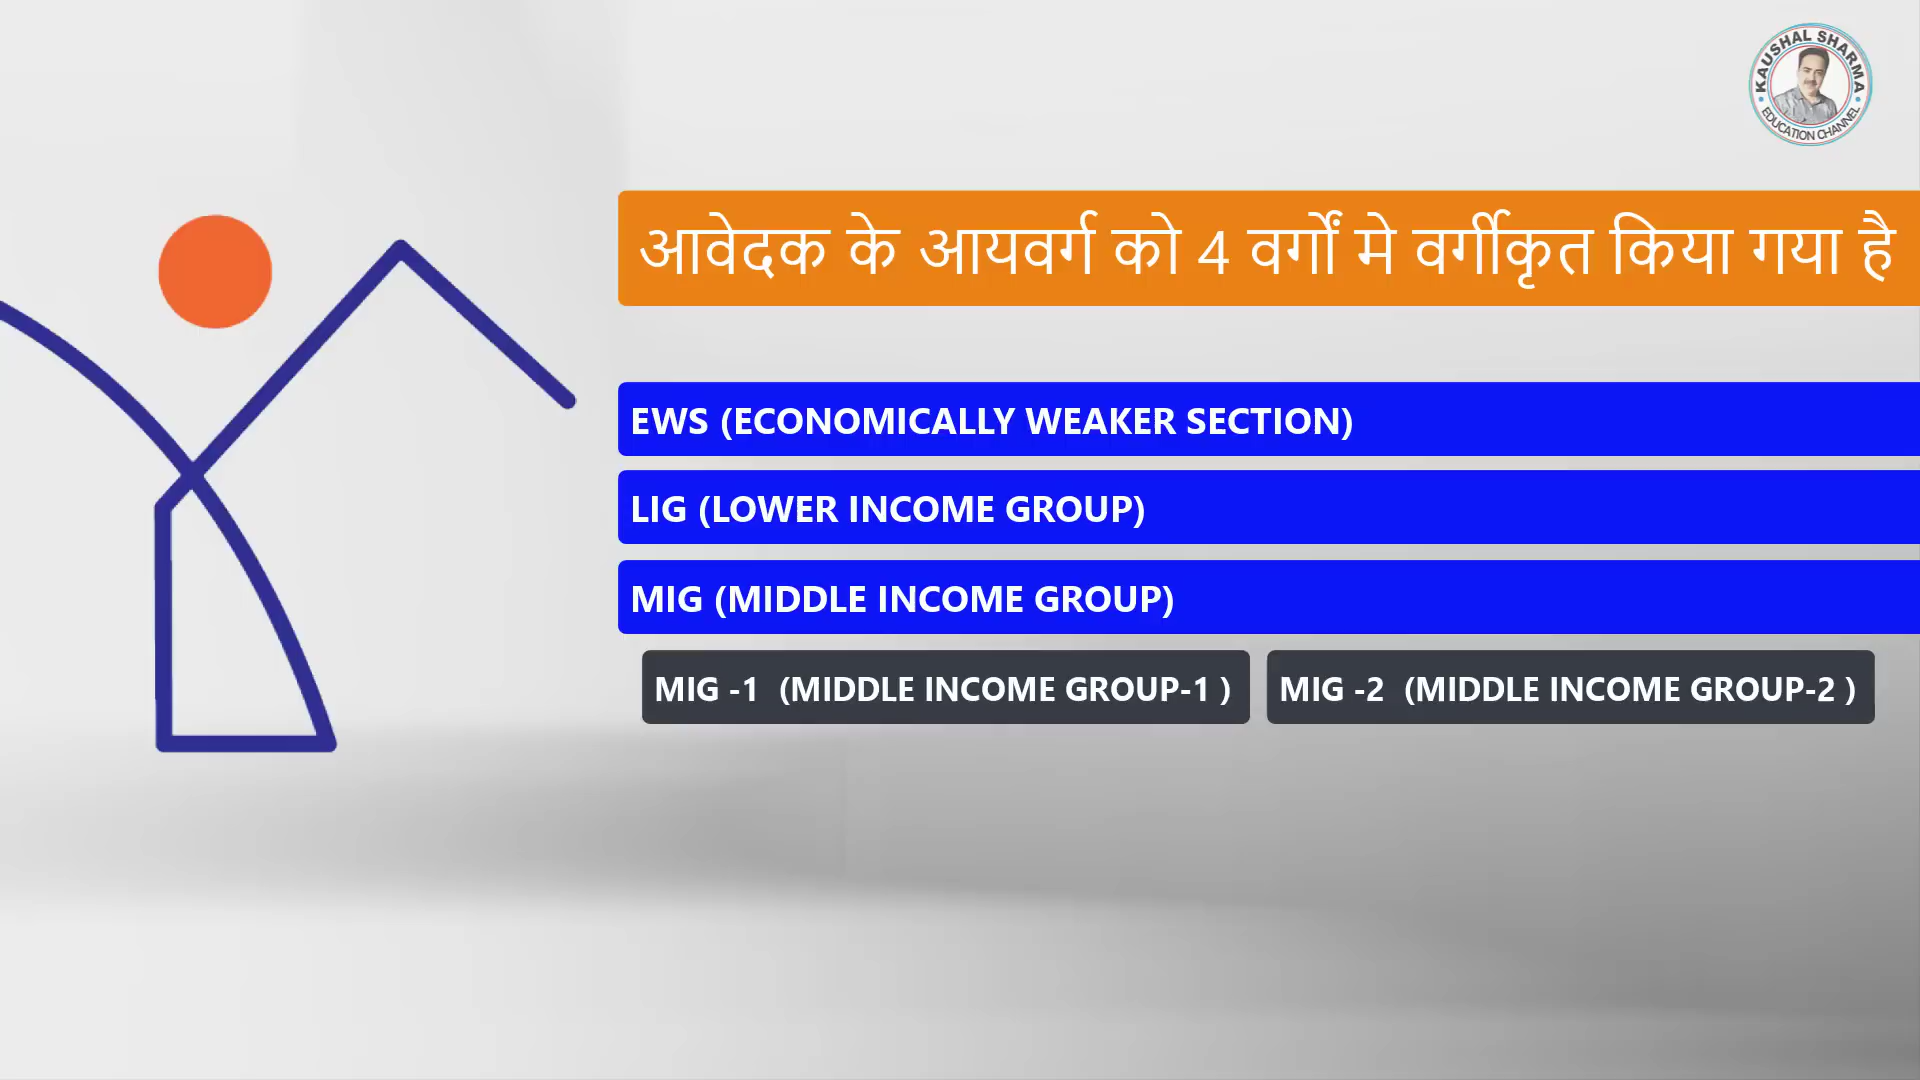 KAUSHAL SHARMA
EDUCATION CHANNEL
आवेदक के आयवर्ग को 4 वर्गों मे वर्गीकृत किया गया है
EWS (ECONOMICALLY WEAKER SECTION)
LIG (LOWER INCOME GROUP)
MIG (MIDDLE INCOME GROUP)
MIG -1  (MIDDLE INCOME GROUP-1 )
MIG -2  (MIDDLE INCOME GROUP-2 )